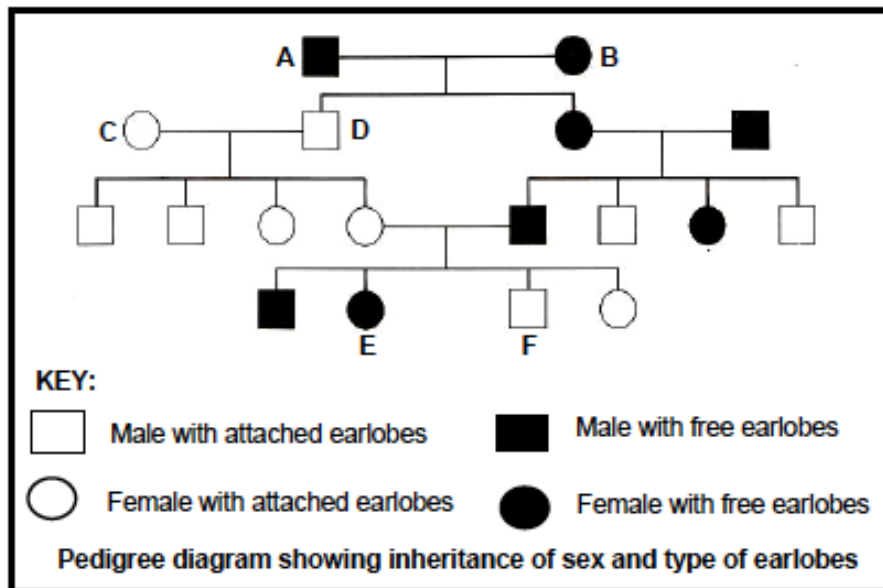 A B
C D
E F
KEY:
Male with attached earlobes Male with free earlobes
Female with attached earlobes Female with free earlobes
Pedigree diagram showing inheritance of sex and type of earlobes